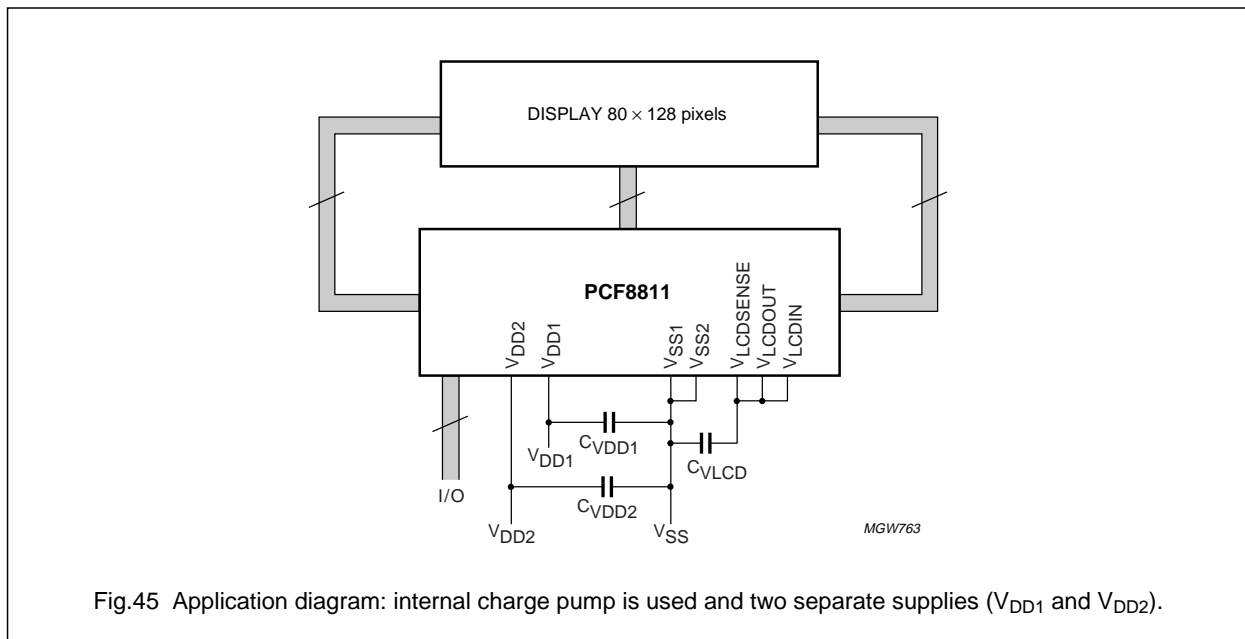 DISPLAY 80 × 128 pixels
PCF8811
VDD2
VDD1
VSS1
VSS2
VLCDSENSE
VLCDOUT
VLCDIN
CVDD1
VDD1
CVLCD
I/O
CVDD2
VDD2
VSS
MGW763
Fig.45 Application diagram: internal charge pump is used and two separate supplies (VDD1 and VDD2).